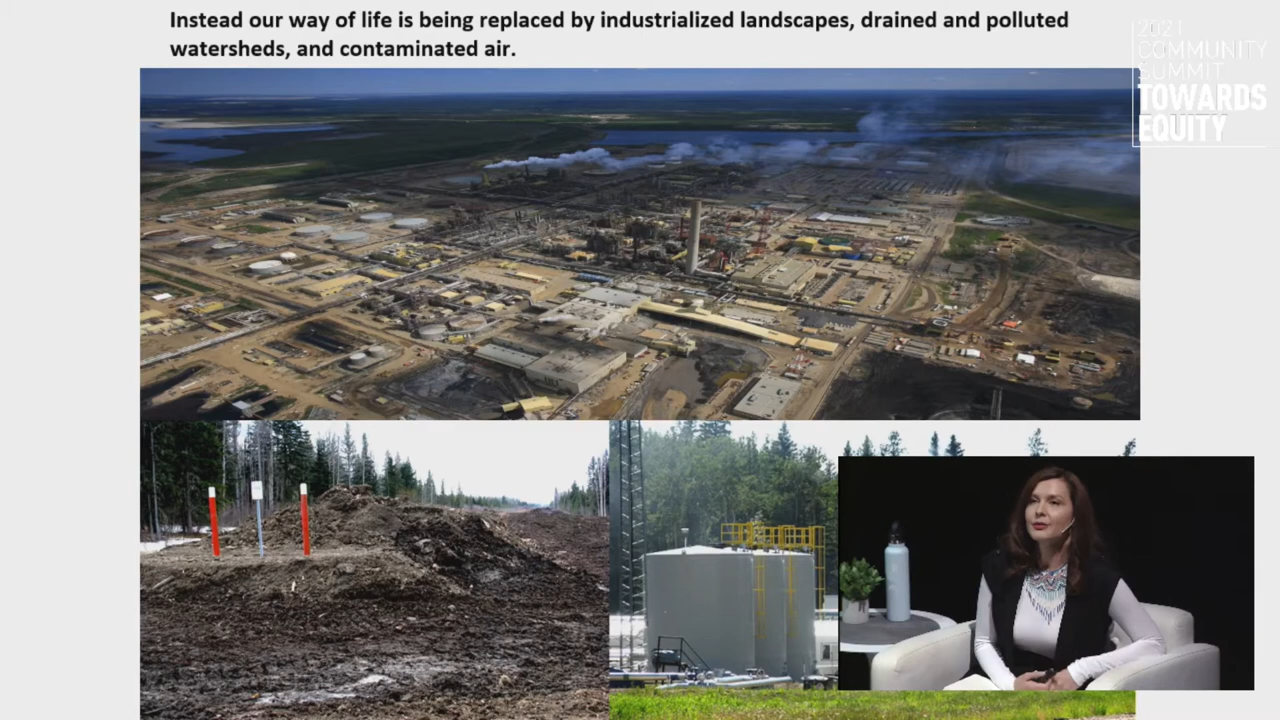 Instead our way of life is being replaced by industrialized landscapes, drained and polluted
watersheds, and contaminated air.
2021
COMMUNITY
SUMMIT
TOWARDS
EQUITY